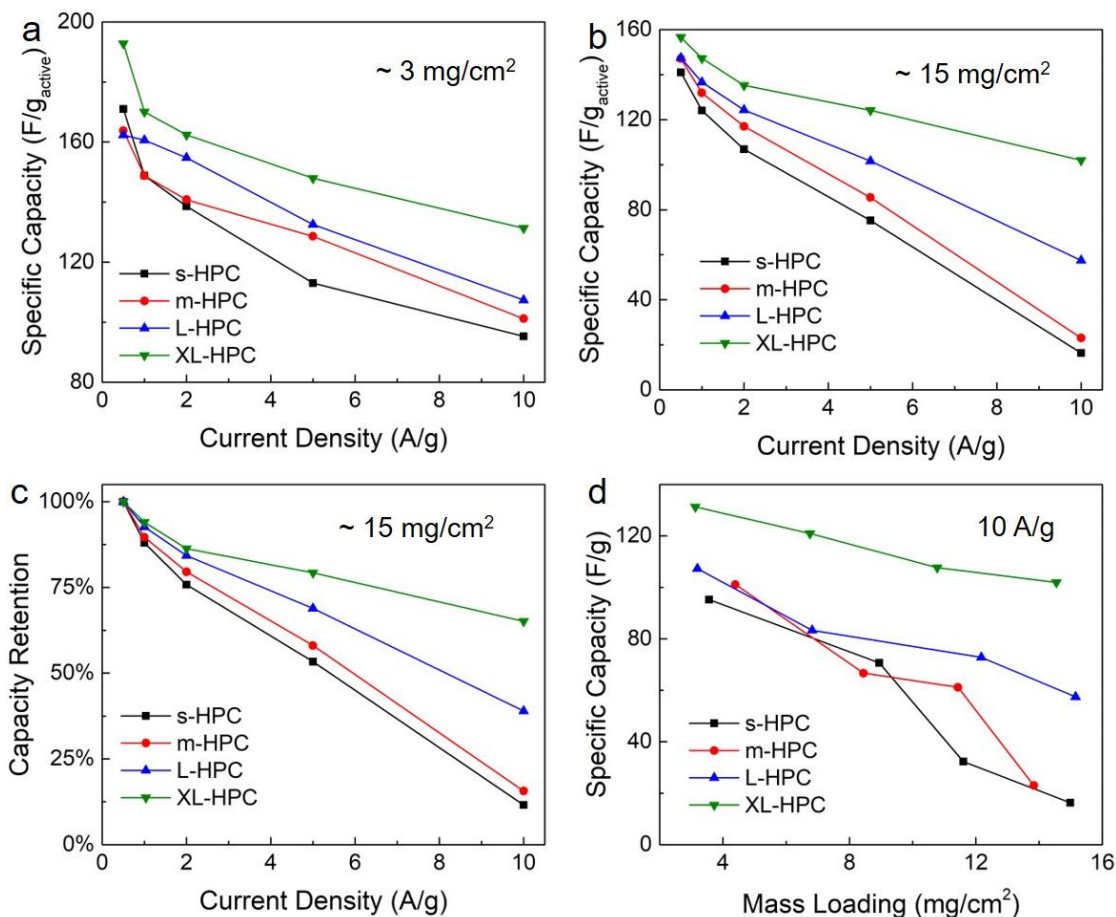 a
~ 3 mg/cm²
Specific Capacity (F/g_active)
200
160
120
80
s-HPC
m-HPC
L-HPC
XL-HPC
0
2
4
6
8
10
Current Density (A/g)
b
~ 15 mg/cm²
Specific Capacity (F/g_active)
160
120
80
40
0
s-HPC
m-HPC
L-HPC
XL-HPC
0
2
4
6
8
10
Current Density (A/g)
c
~ 15 mg/cm²
Capacity Retention
100%
75%
50%
25%
0%
s-HPC
m-HPC
L-HPC
XL-HPC
0
2
4
6
8
10
Current Density (A/g)
d
10 A/g
Specific Capacity (F/g)
120
80
40
0
s-HPC
m-HPC
L-HPC
XL-HPC
4
8
12
16
Mass Loading (mg/cm²)